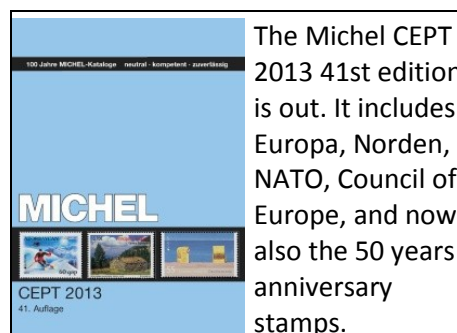 100 Jahre MICHEL-Kataloge neutral - kompetent - zuverlässig
MICHEL
CEPT 2013
41. Auflage
The Michel CEPT
2013 41st edition
is out. It includes
Europa, Norden,
NATO, Council of
Europe, and now
also the 50 years
anniversary
stamps.